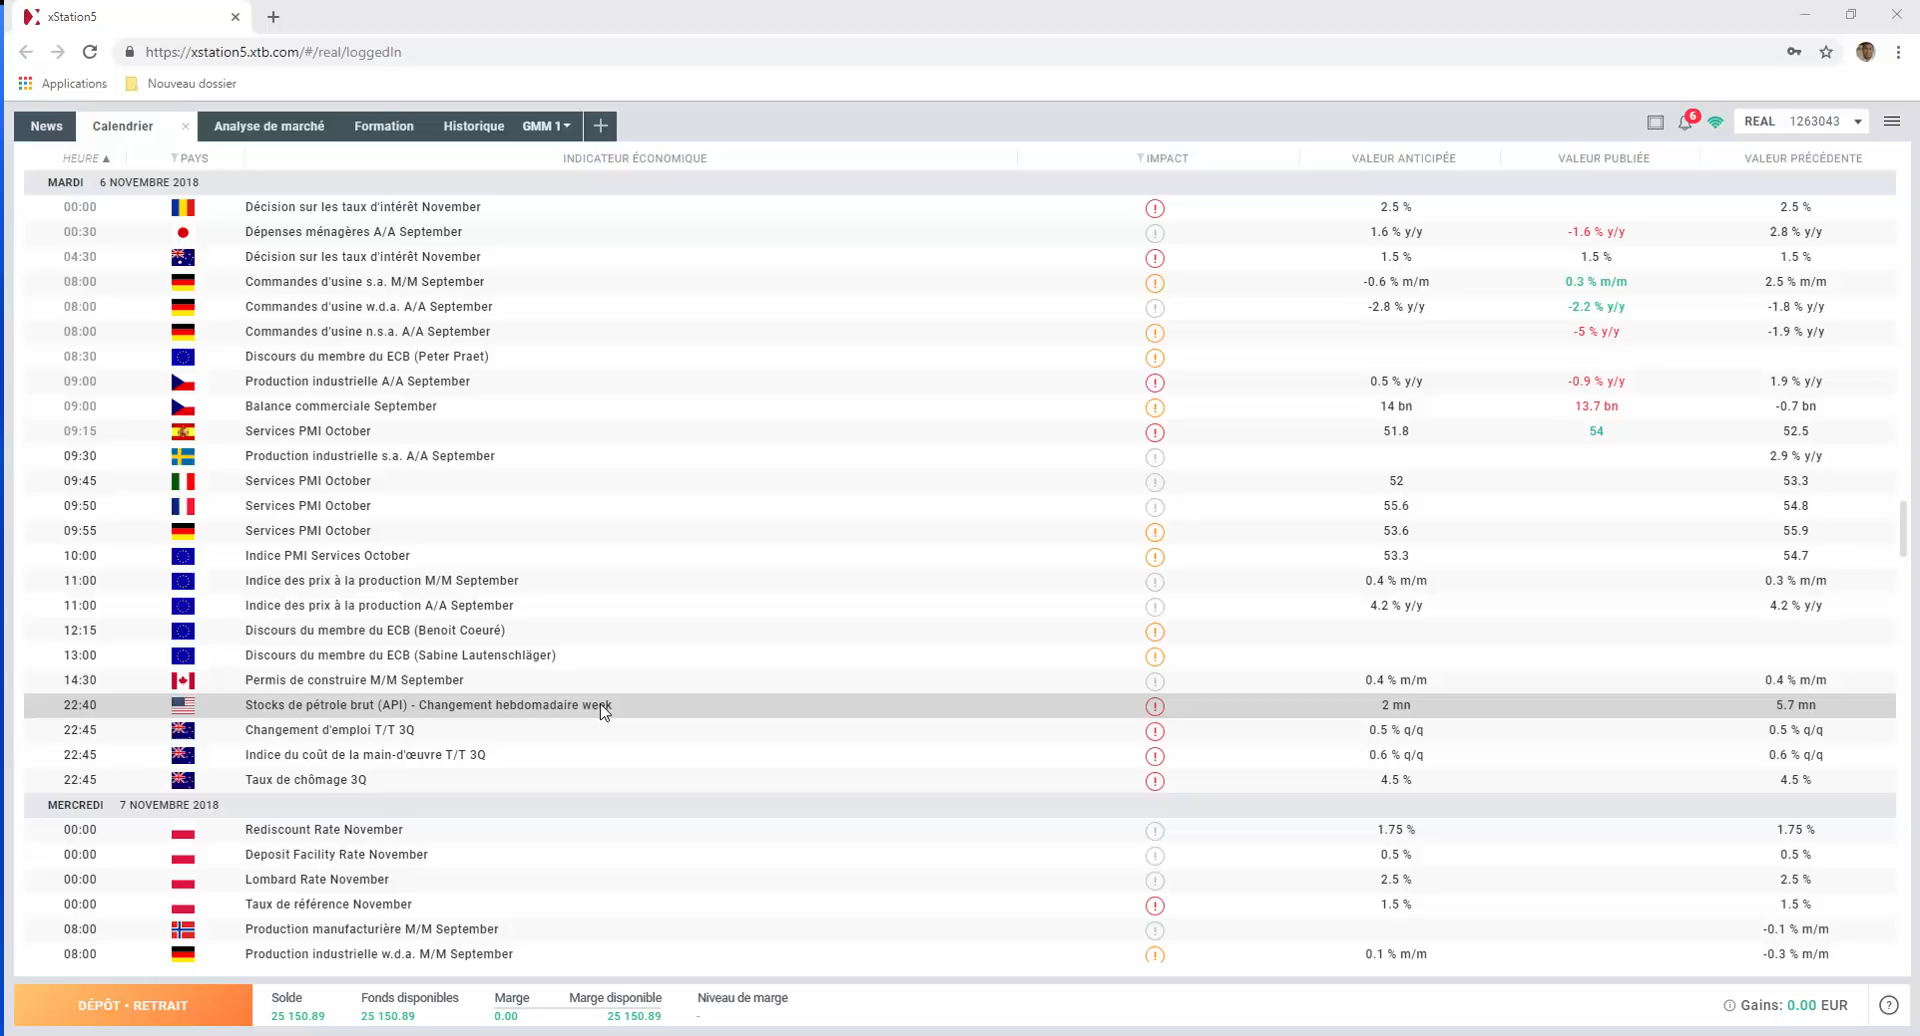 xStation5
https://xstation5.xtb.com/#/real/loggedIn
Applications Nouveau dossier
News Calendrier Analyse de marché Formation Historique GMM 1 6 REAL 1263043
HEURE PAYS INDICATEUR ÉCONOMIQUE IMPACT VALEUR ANTICIPÉE VALEUR PUBLIÉE VALEUR PRÉCÉDENTE
MARDI 6 NOVEMBRE 2018
00:00 Décision sur les taux d'intérêt November 2.5 % 2.5 %
00:30 Dépenses ménagères A/A September 1.6 % y/y -1.6 % y/y 2.8 % y/y
04:30 Décision sur les taux d'intérêt November 1.5 % 1.5 % 1.5 %
08:00 Commandes d'usine s.a. M/M September -0.6 % m/m 0.3 % m/m 2.5 % m/m
08:00 Commandes d'usine w.d.a. A/A September -2.8 % y/y -2.2 % y/y -1.8 % y/y
08:00 Commandes d'usine n.s.a. A/A September -5 % y/y -1.9 % y/y
08:30 Discours du membre du ECB (Peter Praet)
09:00 Production industrielle A/A September 0.5 % y/y -0.9 % y/y 1.9 % y/y
09:00 Balance commerciale September 14 bn 13.7 bn -0.7 bn
09:15 Services PMI October 51.8 54 52.5
09:30 Production industrielle s.a. A/A September 2.9 % y/y
09:45 Services PMI October 52 53.3
09:50 Services PMI October 55.6 54.8
09:55 Services PMI October 53.6 55.9
10:00 Indice PMI Services October 53.3 54.7
11:00 Indice des prix à la production M/M September 0.4 % m/m 0.3 % m/m
11:00 Indice des prix à la production A/A September 4.2 % y/y 4.2 % y/y
12:15 Discours du membre du ECB (Benoit Coeuré)
13:00 Discours du membre du ECB (Sabine Lautenschläger)
14:30 Permis de construire M/M September 0.4 % m/m 0.4 % m/m
22:40 Stocks de pétrole brut (API) - Changement hebdomadaire week 2 mn 5.7 mn
22:45 Changement d'emploi T/T 3Q 0.5 % q/q 0.5 % q/q
22:45 Indice du coût de la main-d'œuvre T/T 3Q 0.6 % q/q 0.6 % q/q
22:45 Taux de chômage 3Q 4.5 % 4.5 %
MERCREDI 7 NOVEMBRE 2018
00:00 Rediscount Rate November 1.75 % 1.75 %
00:00 Deposit Facility Rate November 0.5 % 0.5 %
00:00 Lombard Rate November 2.5 % 2.5 %
00:00 Taux de référence November 1.5 % 1.5 %
08:00 Production manufacturière M/M September -0.1 % m/m
08:00 Production industrielle w.d.a. M/M September 0.1 % m/m -0.3 % m/m
DÉPÔT • RETRAIT Solde Fonds disponibles Marge Marge disponible Niveau de marge Gains: 0.00 EUR
25 150.89 25 150.89 0.00 25 150.89 -